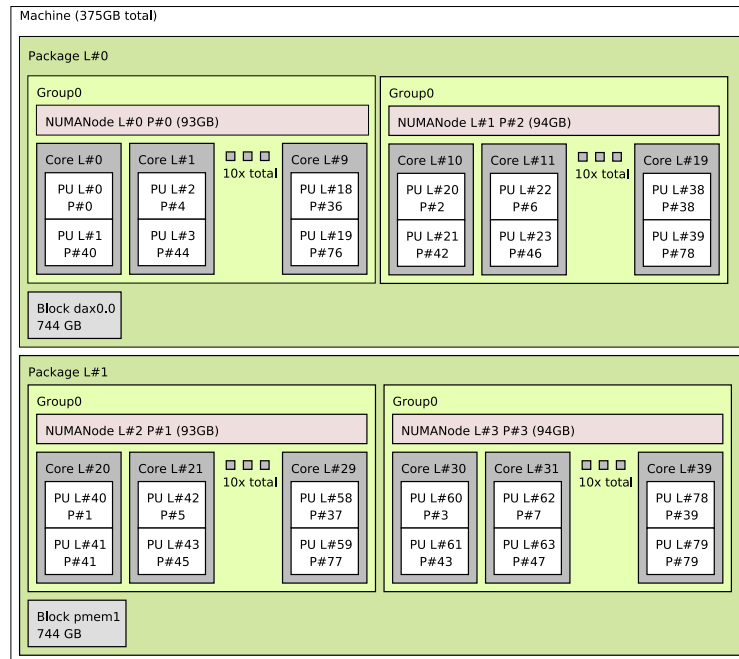 Machine (375GB total)
Package L#0
Group0
NUMANode L#0 P#0 (93GB)
Core L#0
PU L#0
P#0
PU L#1
P#40
Core L#1
PU L#2
P#4
PU L#3
P#44
10x total
Core L#9
PU L#18
P#36
PU L#19
P#76
Group0
NUMANode L#1 P#2 (94GB)
Core L#10
PU L#20
P#2
PU L#21
P#42
Core L#11
PU L#22
P#6
PU L#23
P#46
10x total
Core L#19
PU L#38
P#38
PU L#39
P#78
Block dax0.0
744 GB
Package L#1
Group0
NUMANode L#2 P#1 (93GB)
Core L#20
PU L#40
P#1
PU L#41
P#41
Core L#21
PU L#42
P#5
PU L#43
P#45
10x total
Core L#29
PU L#58
P#37
PU L#59
P#77
Group0
NUMANode L#3 P#3 (94GB)
Core L#30
PU L#60
P#3
PU L#61
P#43
Core L#31
PU L#62
P#7
PU L#63
P#47
10x total
Core L#39
PU L#78
P#39
PU L#79
P#79
Block pmem1
744 GB